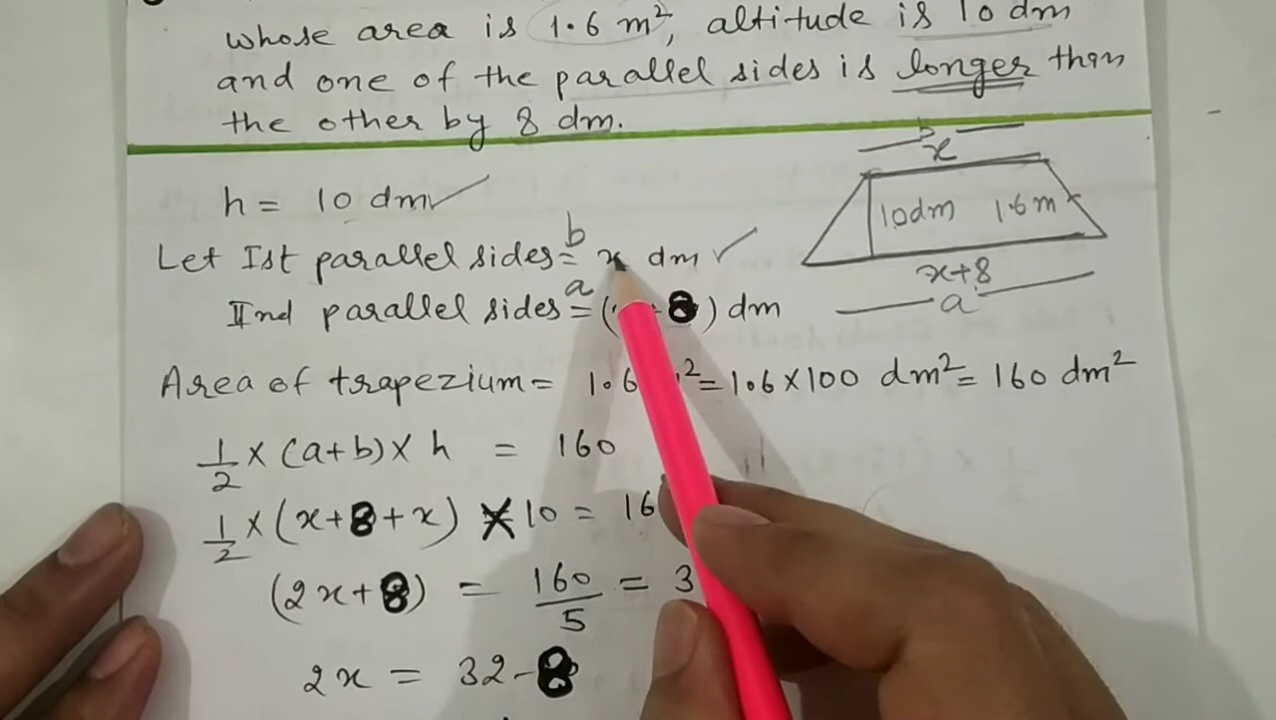 whose area is 1.6 m², altitude is 10 dm
and one of the parallel sides is longer than
the other by 8 dm.
h = 10 dm ✓
Let Ist parallel sides = x dm ✓
b
IInd parallel sides = ( 8) dm
a
b
x
10dm 1.6 m
x+8
a
Area of trapezium = 1.6 ² = 1.6 × 100 dm² = 160 dm²
1/2 × (a+b) × h = 160
1/2 × (x+8+x) × 10 = 16
(2x+8) = 160/5 = 3
2x = 32-8